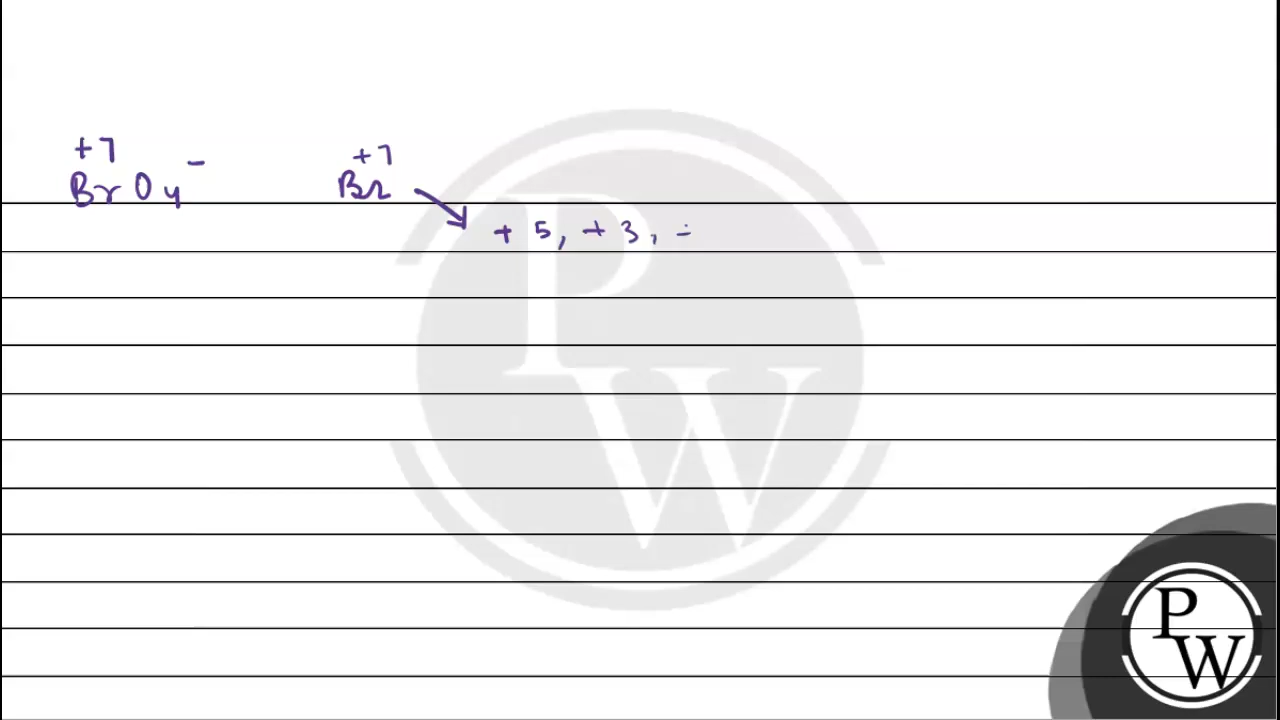 +7 +7
BrO4⁻ Br
+5, +3,
P
W
P
W